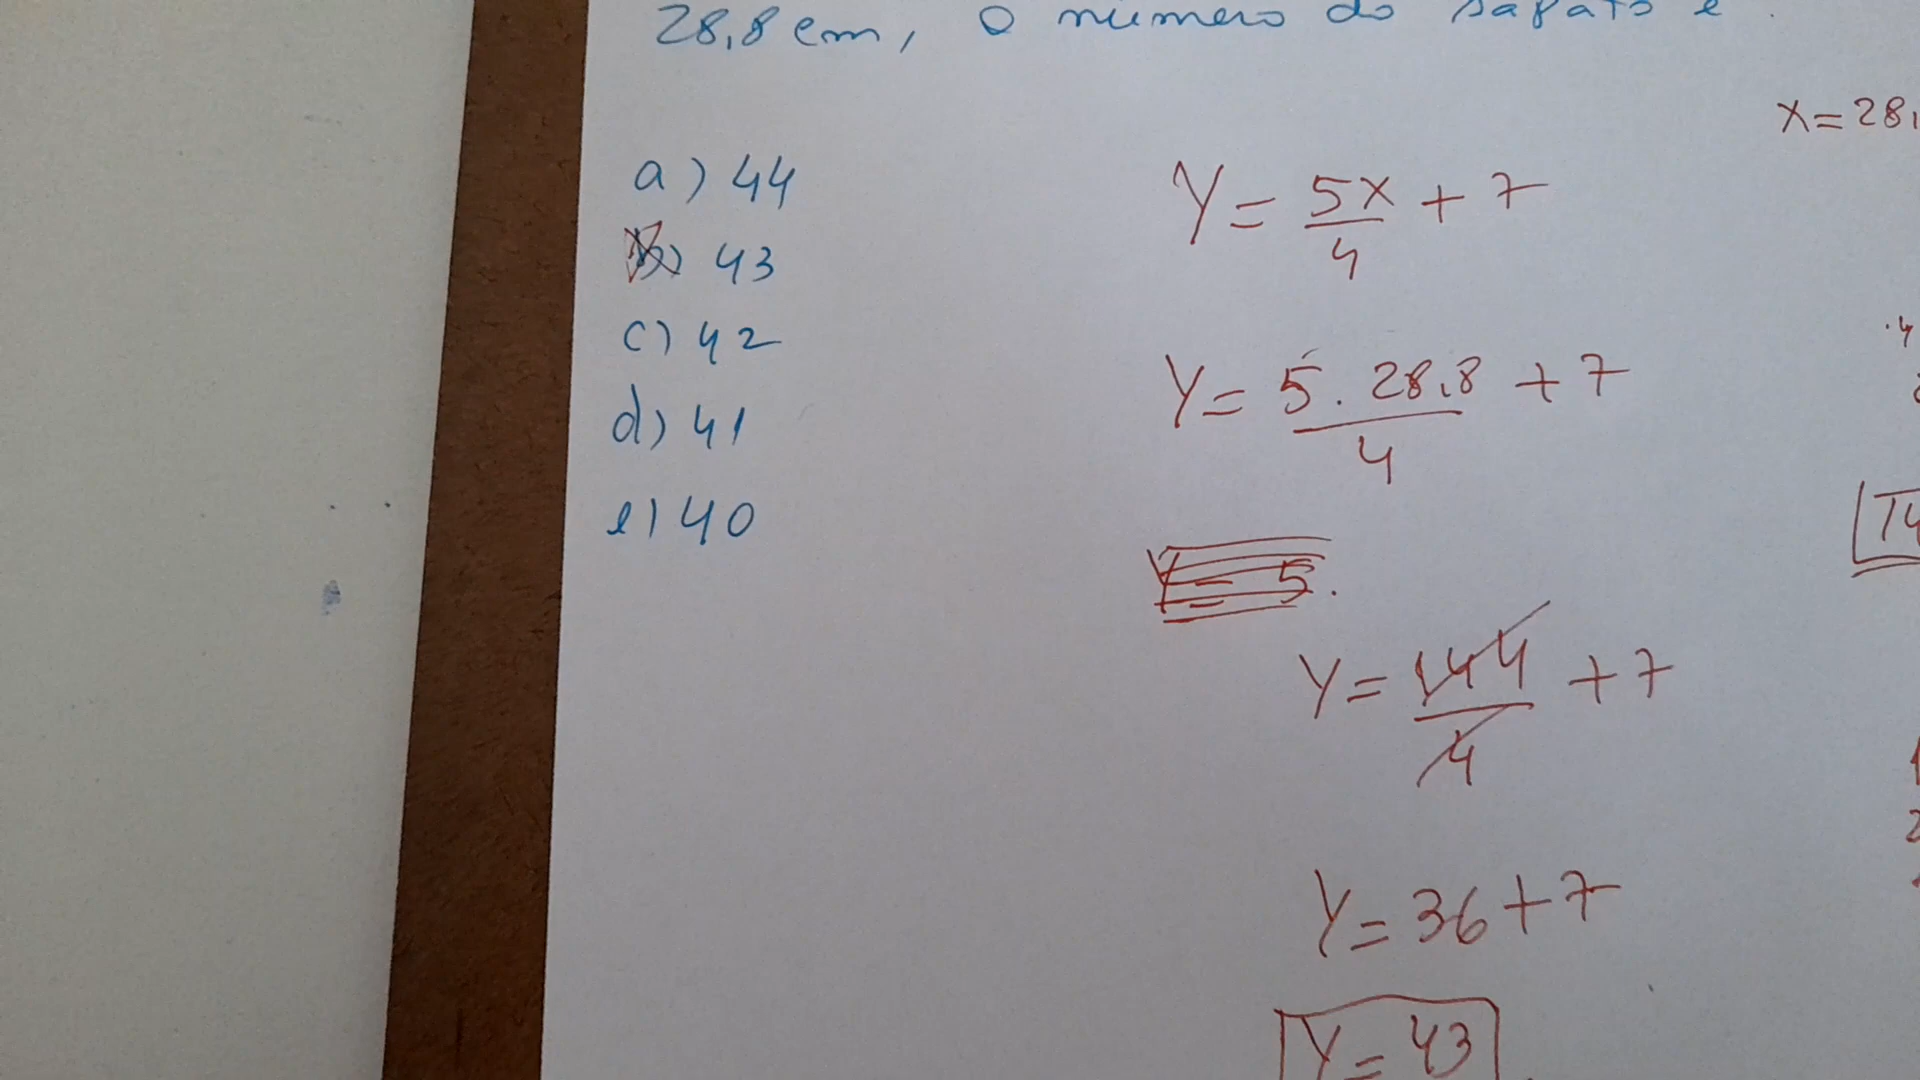 28,8 cm, o número do sapato é
X = 28,
a) 44
b) 43
c) 42
d) 41
e) 40
Y = 5X/4 + 7
Y = 5 . 28,8/4 + 7
Y = 5 .
Y = 144/4 + 7
Y = 36 + 7
Y = 43